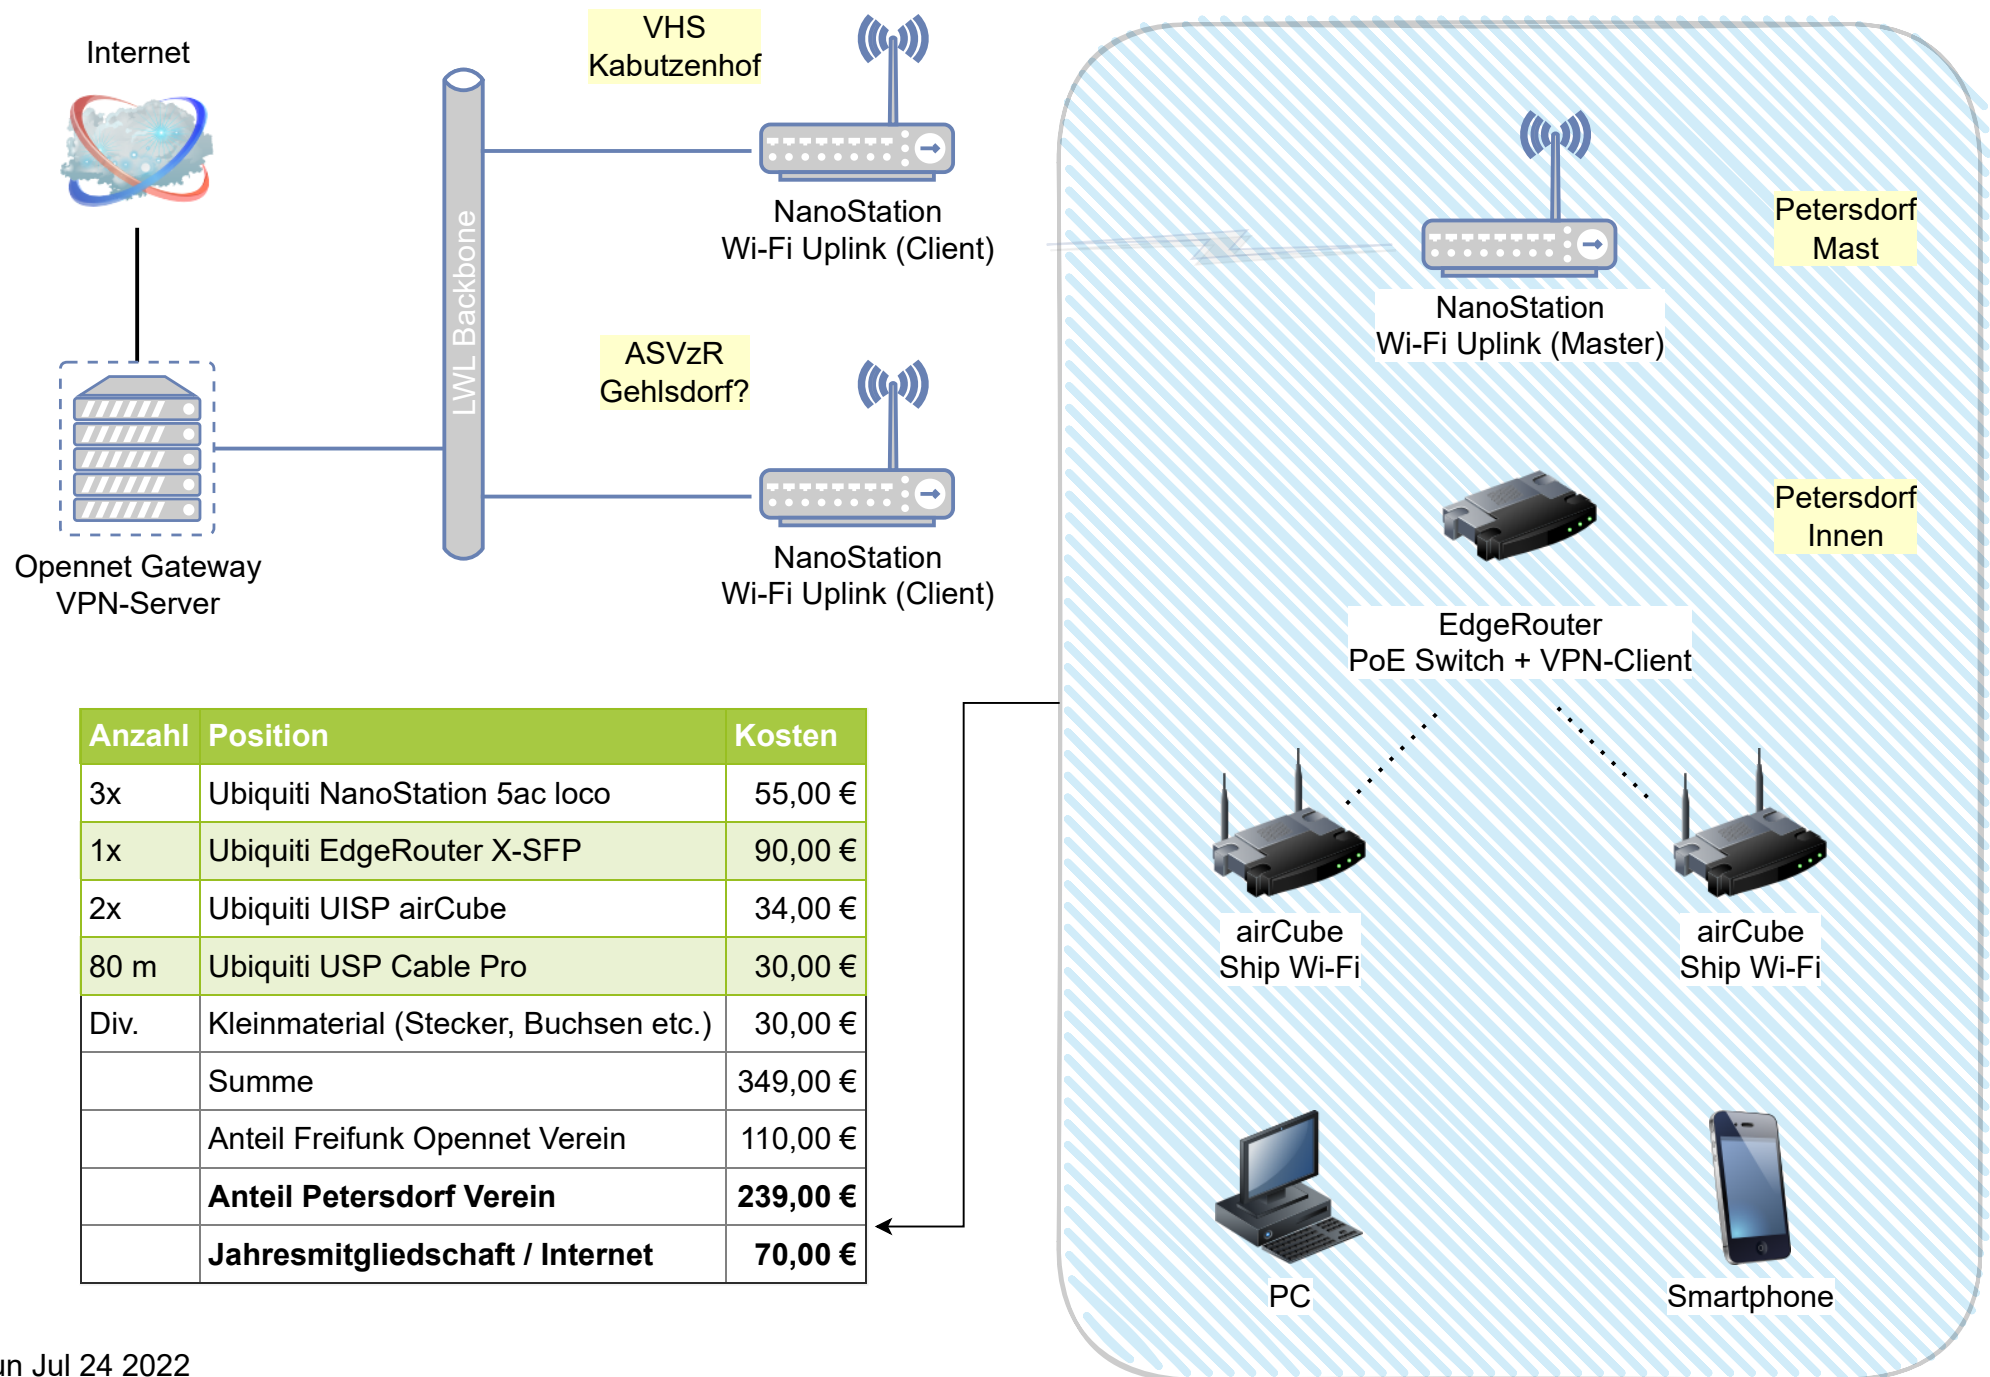 Internet
VHS
Kabutzenhof
NanoStation
Wi-Fi Uplink (Client)
LWL Backbone
ASVzR
Gehlsdorf?
NanoStation
Wi-Fi Uplink (Client)
Opennet Gateway
VPN-Server
Petersdorf
Mast
NanoStation
Wi-Fi Uplink (Master)
Petersdorf
Innen
EdgeRouter
PoE Switch + VPN-Client
airCube
Ship Wi-Fi
airCube
Ship Wi-Fi
PC
Smartphone
Anzahl Position Kosten
3x Ubiquiti NanoStation 5ac loco 55,00 €
1x Ubiquiti EdgeRouter X-SFP 90,00 €
2x Ubiquiti UISP airCube 34,00 €
80 m Ubiquiti USP Cable Pro 30,00 €
Div. Kleinmaterial (Stecker, Buchsen etc.) 30,00 €
Summe 349,00 €
Anteil Freifunk Opennet Verein 110,00 €
Anteil Petersdorf Verein 239,00 €
Jahresmitgliedschaft / Internet 70,00 €
un Jul 24 2022